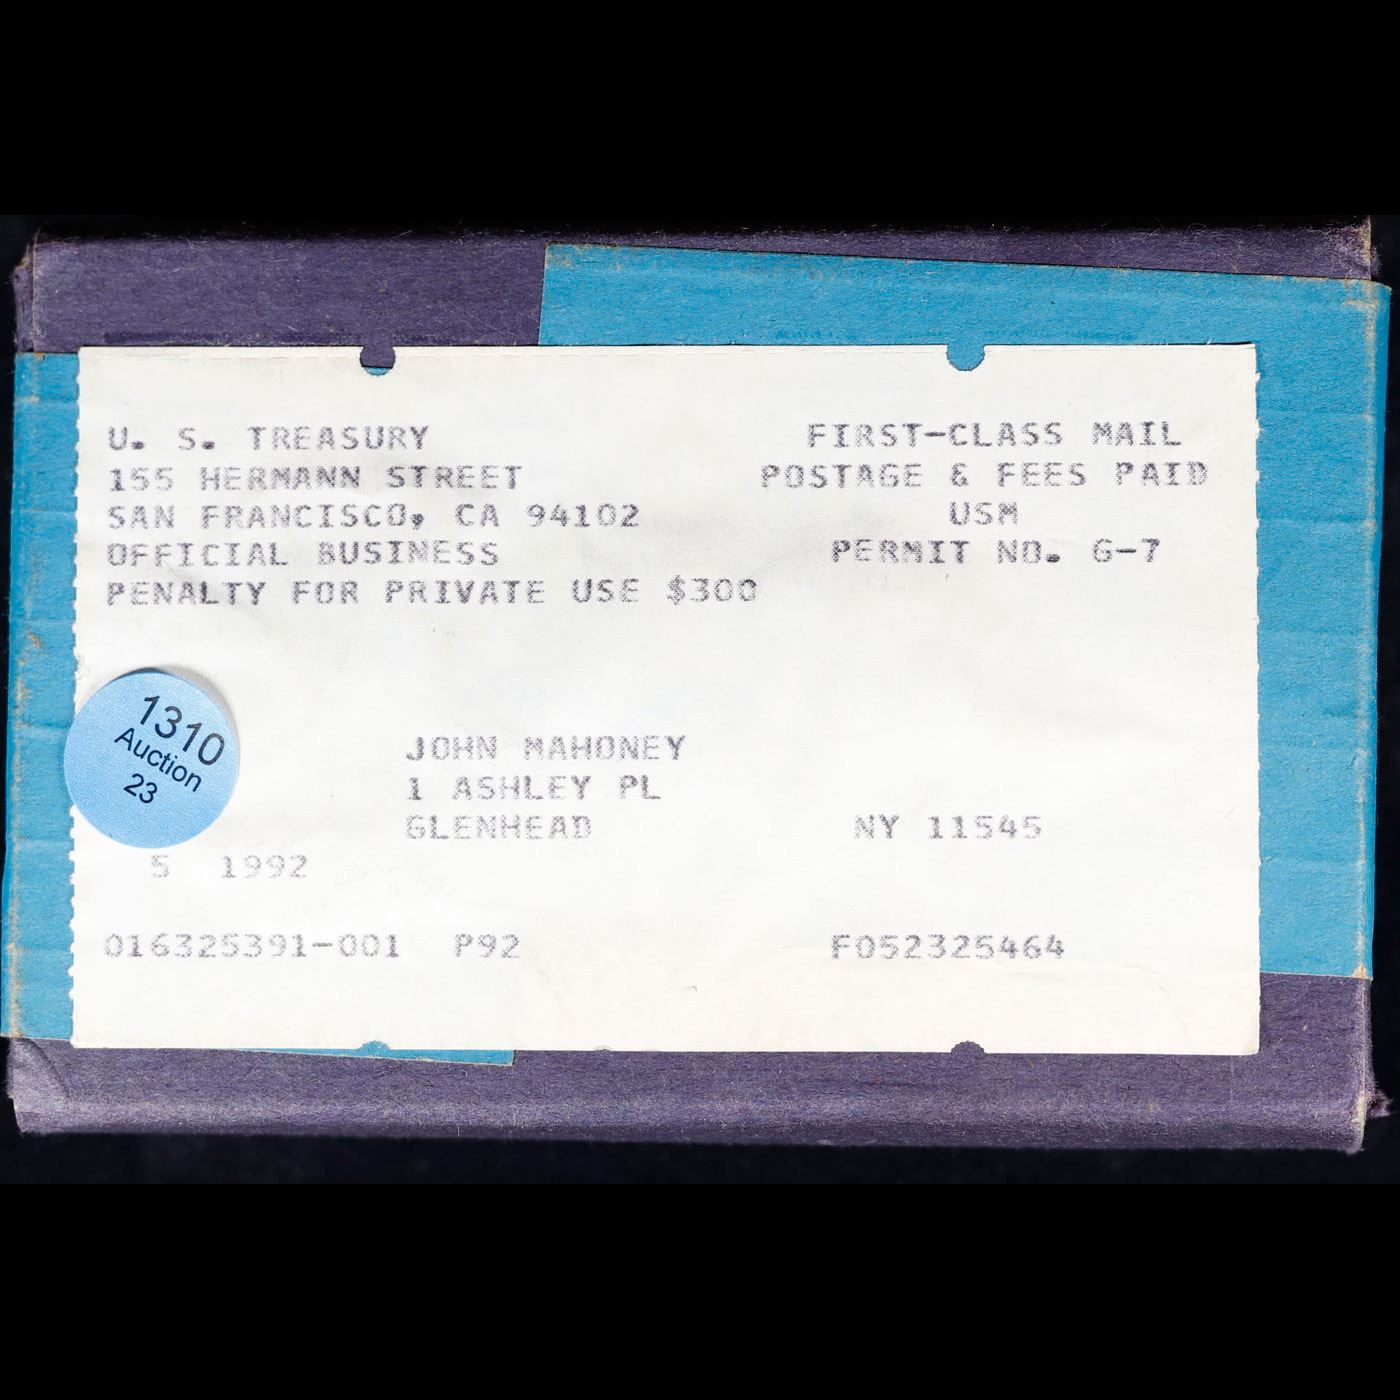 U. S. TREASURY
155 HERMANN STREET
SAN FRANCISCO, CA 94102
OFFICIAL BUSINESS
PENALTY FOR PRIVATE USE $300
FIRST-CLASS MAIL
POSTAGE & FEES PAID
USM
PERMIT NO. G-7
1310
Auction
23
JOHN MAHONEY
1 ASHLEY PL
GLENHEAD NY 11545
5 1992
016325391-001 P92 F052325464